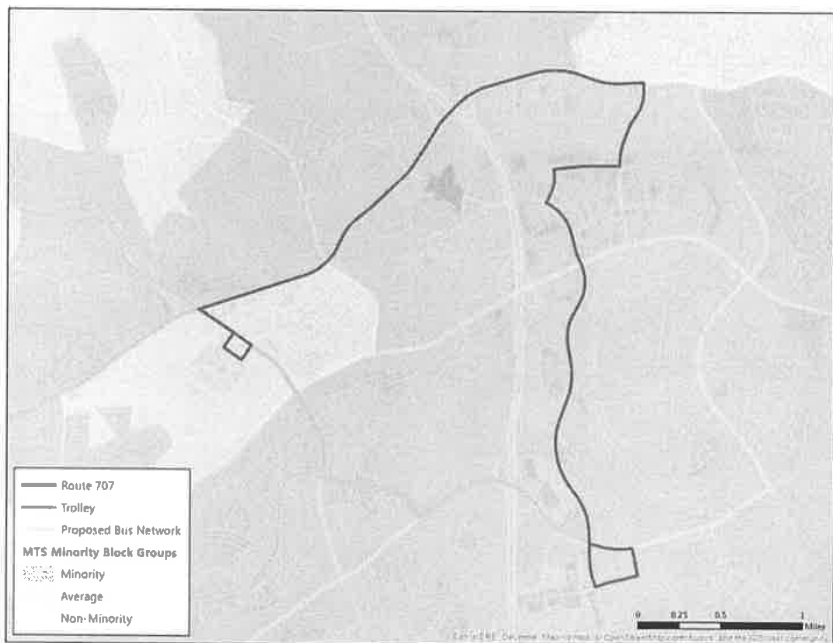 Route 707
Trolley
Proposed Bus Network
MTS Minority Block Groups
Minority
Average
Non-Minority
0 0.25 0.5 1
Miles